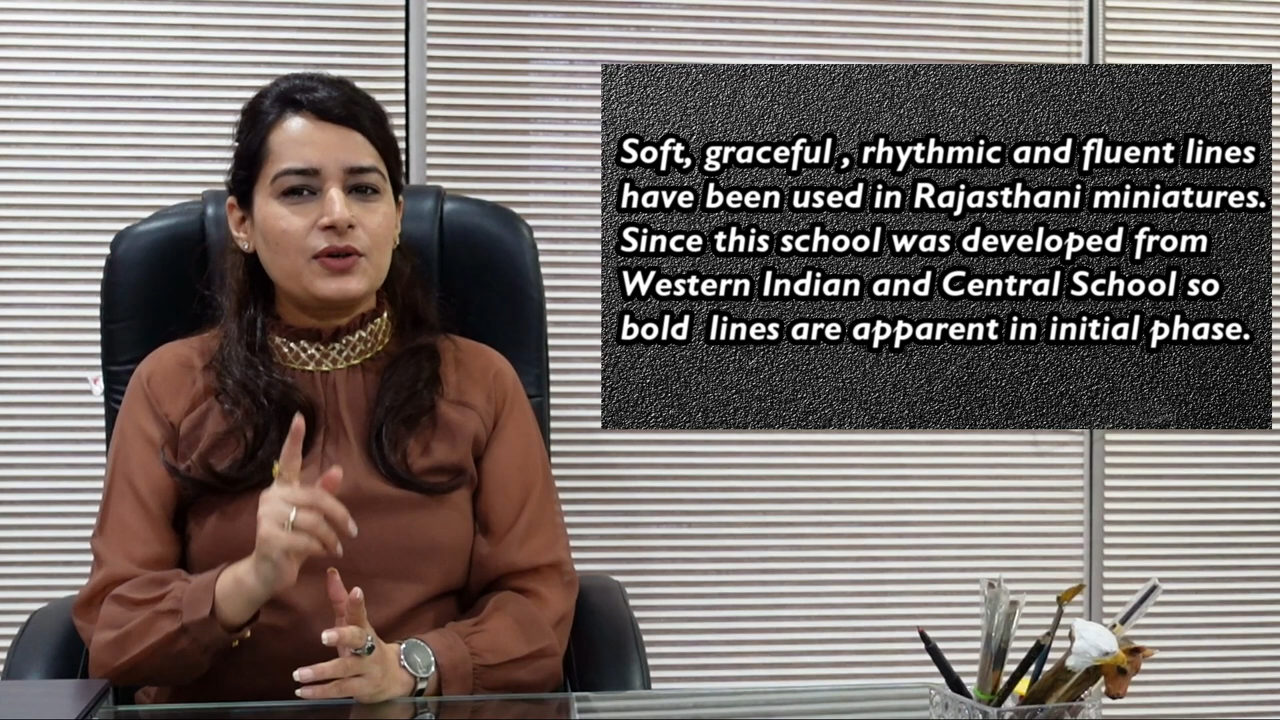 Soft, graceful , rhythmic and fluent lines
have been used in Rajasthani miniatures.
Since this school was developed from
Western Indian and Central School so
bold  lines are apparent in initial phase.